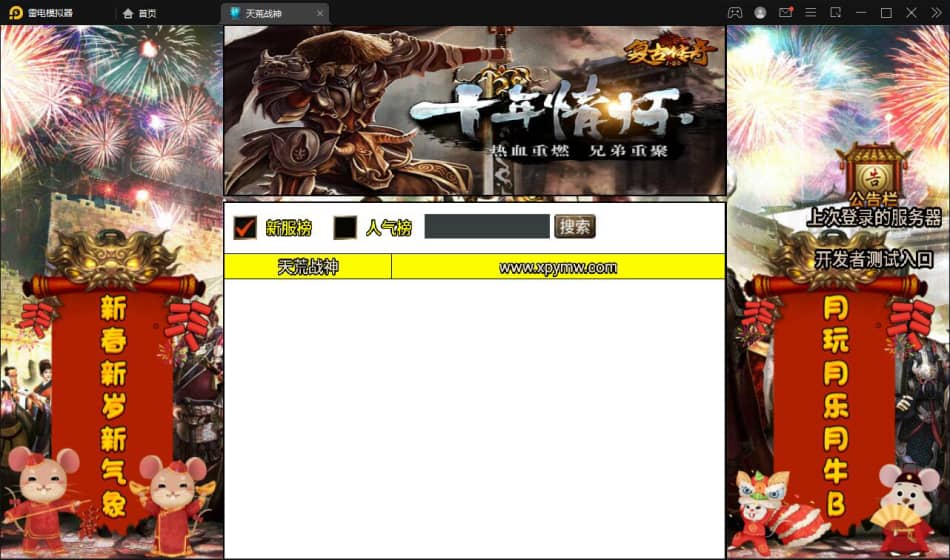 雷电模拟器
首页
天荒战神
复古传奇
十年情怀
热血重燃 兄弟重聚
新服榜
人气榜
搜索
天荒战神
www.xpymw.com
新春新岁新气象
告
公告栏
上次登录的服务器
开发者测试入口
月玩月乐月牛B